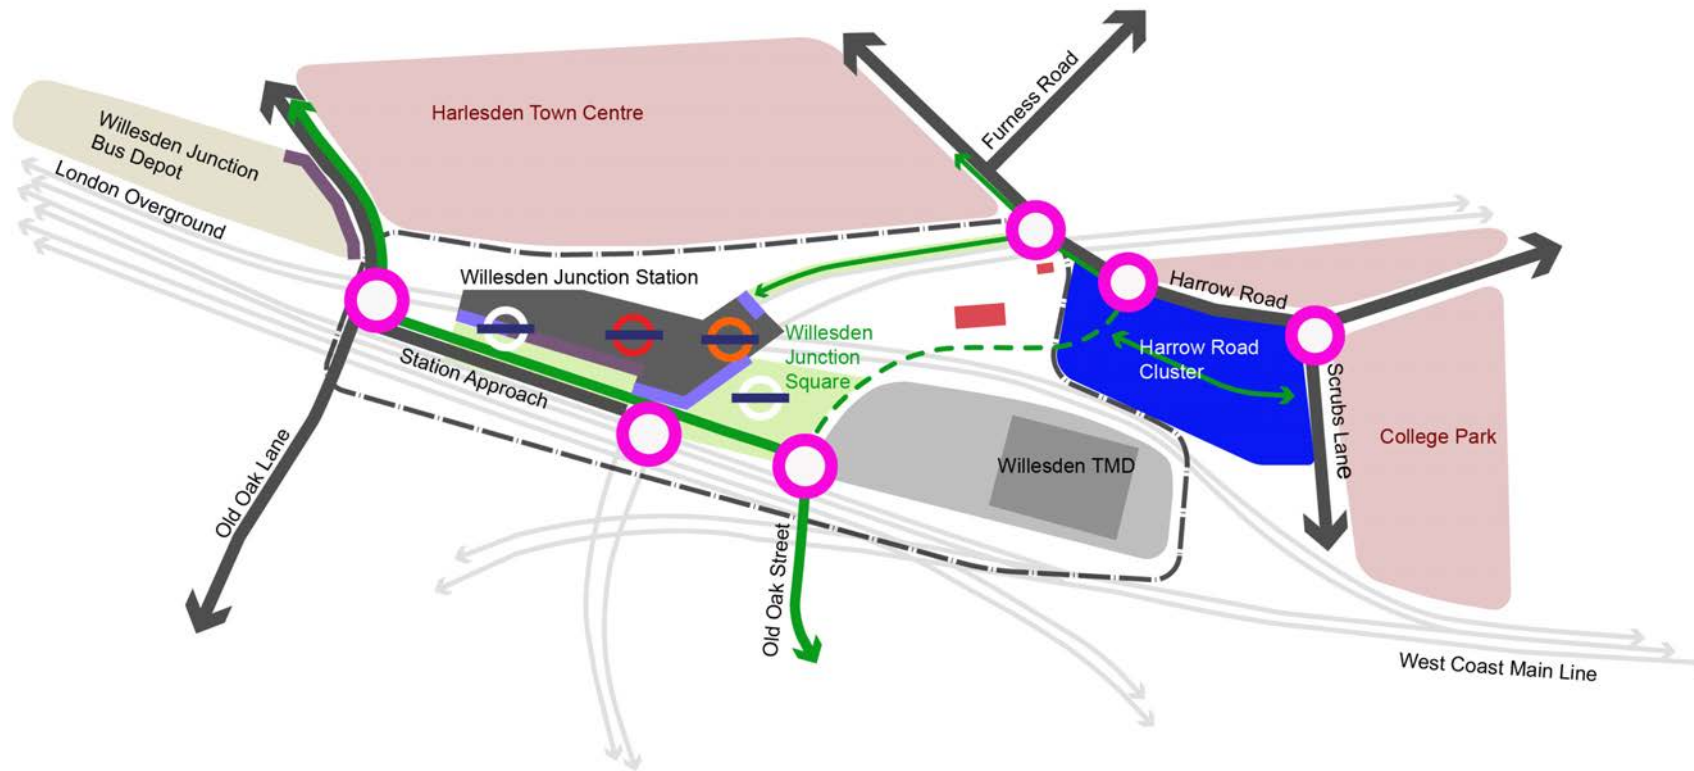 Harlesden Town Centre
Furness Road
Willesden Junction
Bus Depot
London Overground
Willesden Junction Station
Harrow Road
Willesden
Junction
Square
Harrow Road
Cluster
Station Approach
Scrubs Lane
College Park
Willesden TMD
Old Oak Lane
Old Oak Street
West Coast Main Line